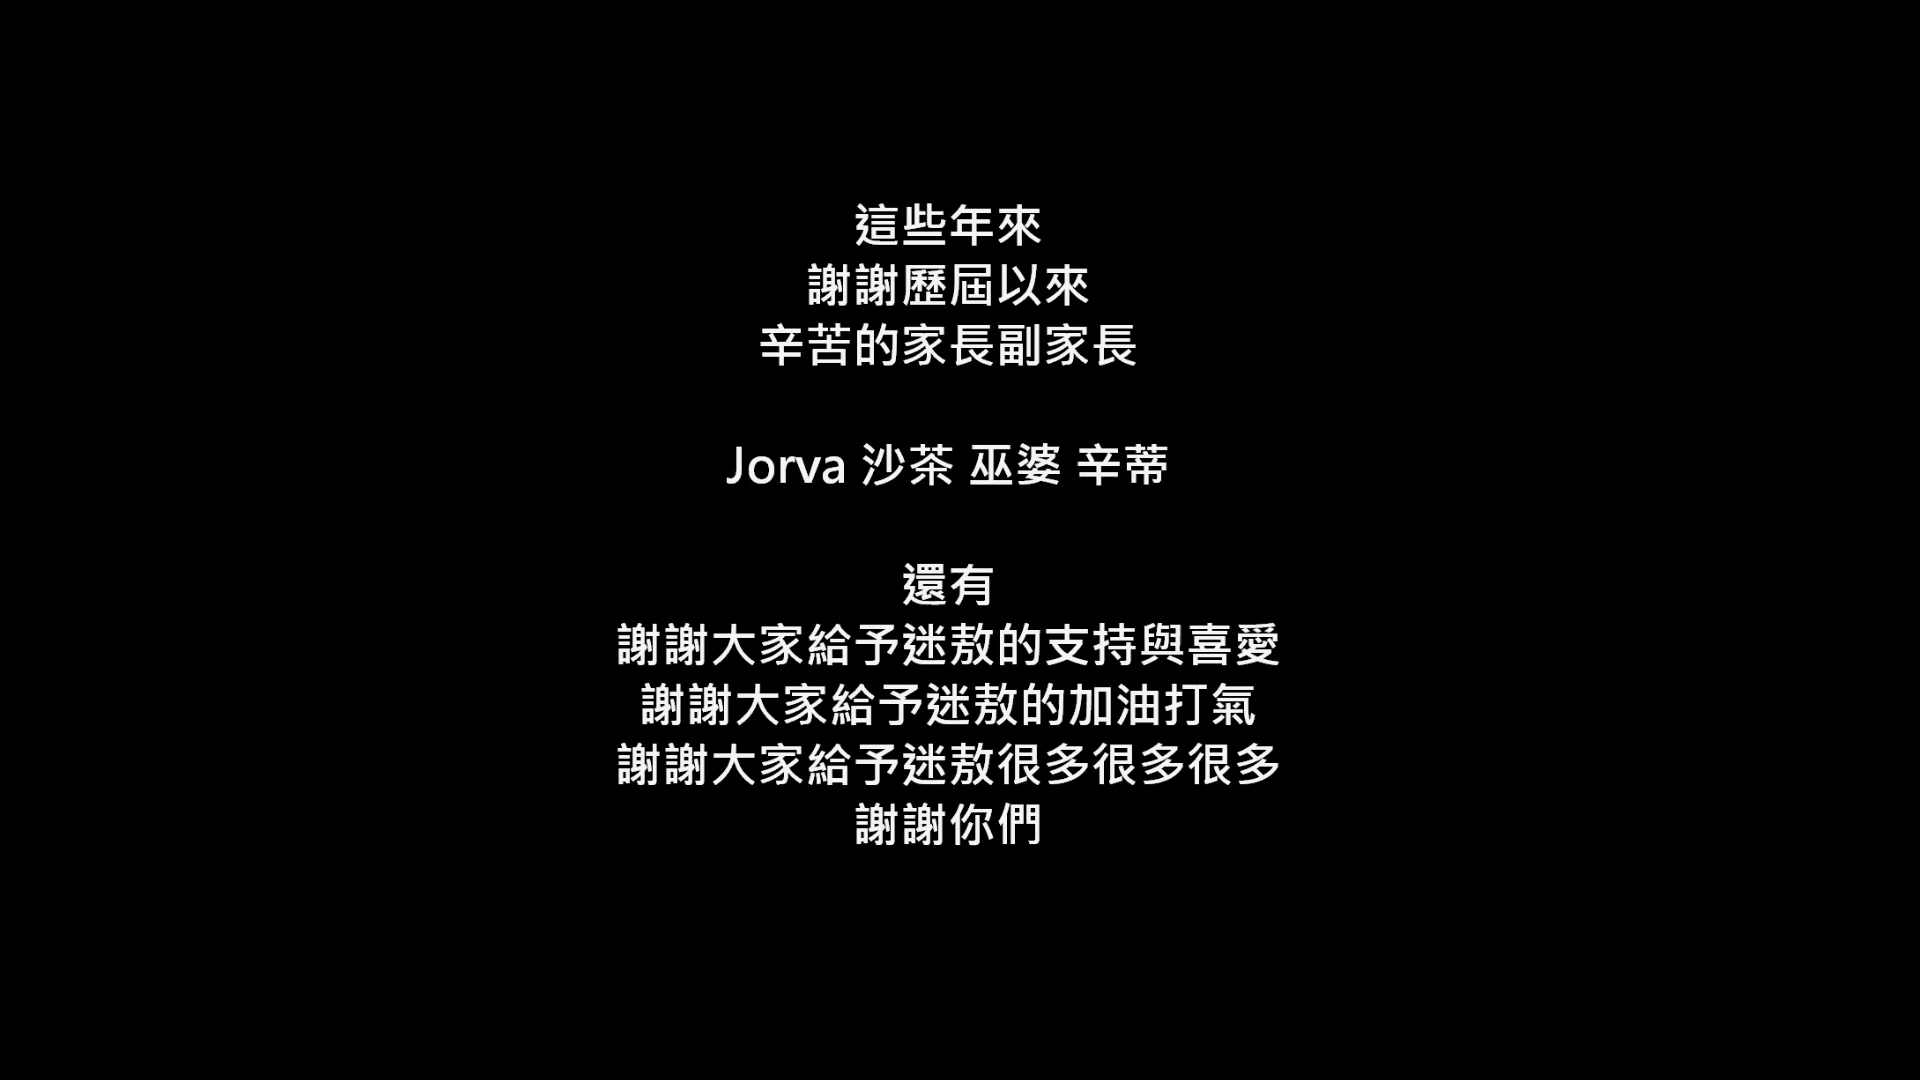 這些年來
謝謝歷屆以來
辛苦的家長副家長
Jorva 沙茶 巫婆 辛蒂
還有
謝謝大家給予迷敖的支持與喜愛
謝謝大家給予迷敖的加油打氣
謝謝大家給予迷敖很多很多很多
謝謝你們